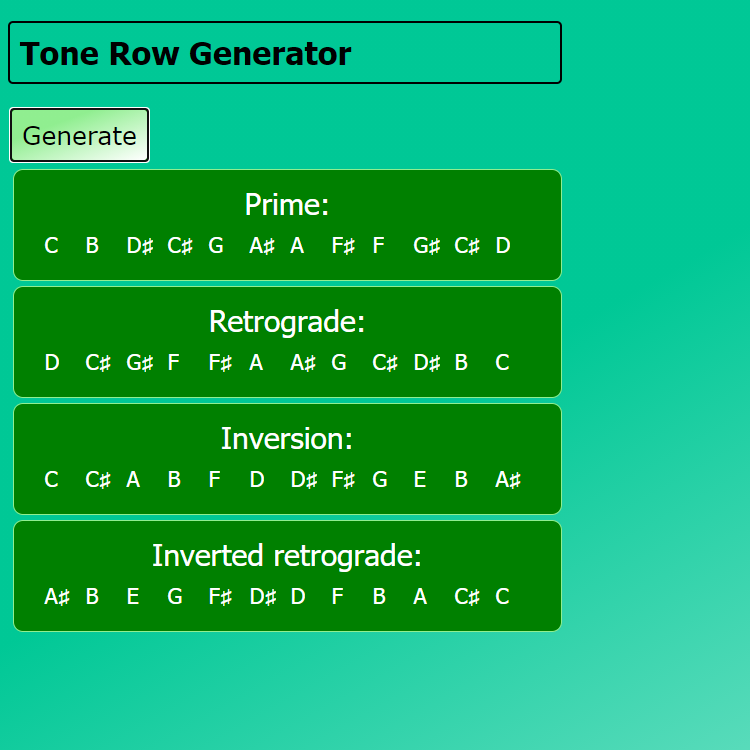 Tone Row Generator
Generate
Prime:
C B D♯ C♯ G A♯ A F♯ F G♯ C♯ D
Retrograde:
D C♯ G♯ F F♯ A A♯ G C♯ D♯ B C
Inversion:
C C♯ A B F D D♯ F♯ G E B A♯
Inverted retrograde:
A♯ B E G F♯ D♯ D F B A C♯ C